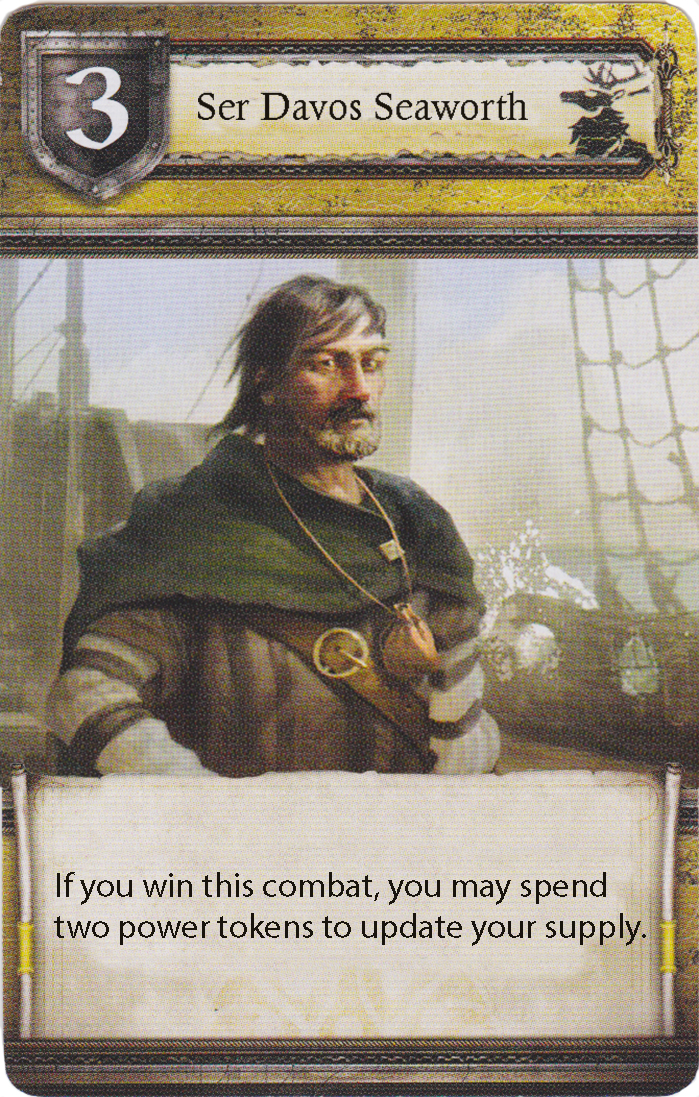 3
Ser Davos Seaworth
If you win this combat, you may spend
two power tokens to update your supply.